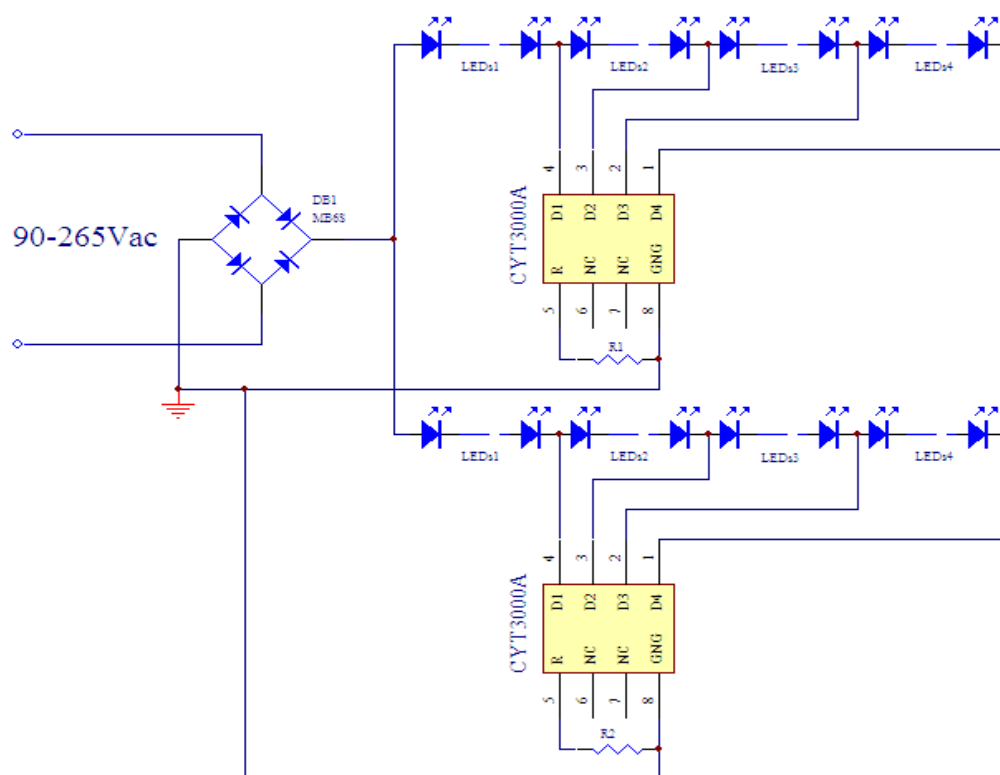 LEDs1
LEDs2
LEDs3
LEDs4
4
3
2
1
D1
D2
D3
D4
CYT3000A
R
NC
NC
GNG
5
6
7
8
R1
DB1
MB6S
90-265Vac
LEDs1
LEDs2
LEDs3
LEDs4
4
3
2
1
D1
D2
D3
D4
CYT3000A
R
NC
NC
GNG
5
6
7
8
R2